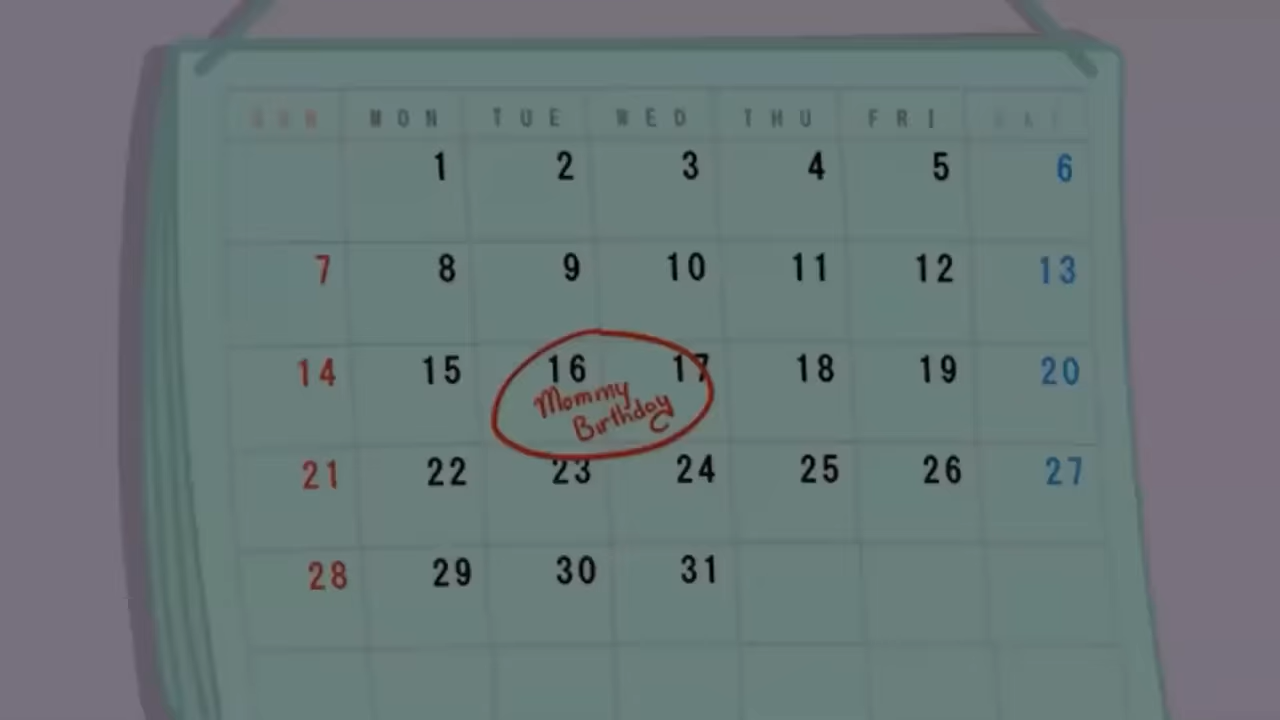 SUN MON TUE WED THU FRI SAT
1 2 3 4 5 6
7 8 9 10 11 12 13
14 15 16 17 18 19 20
Mommy
Birthday
21 22 23 24 25 26 27
28 29 30 31